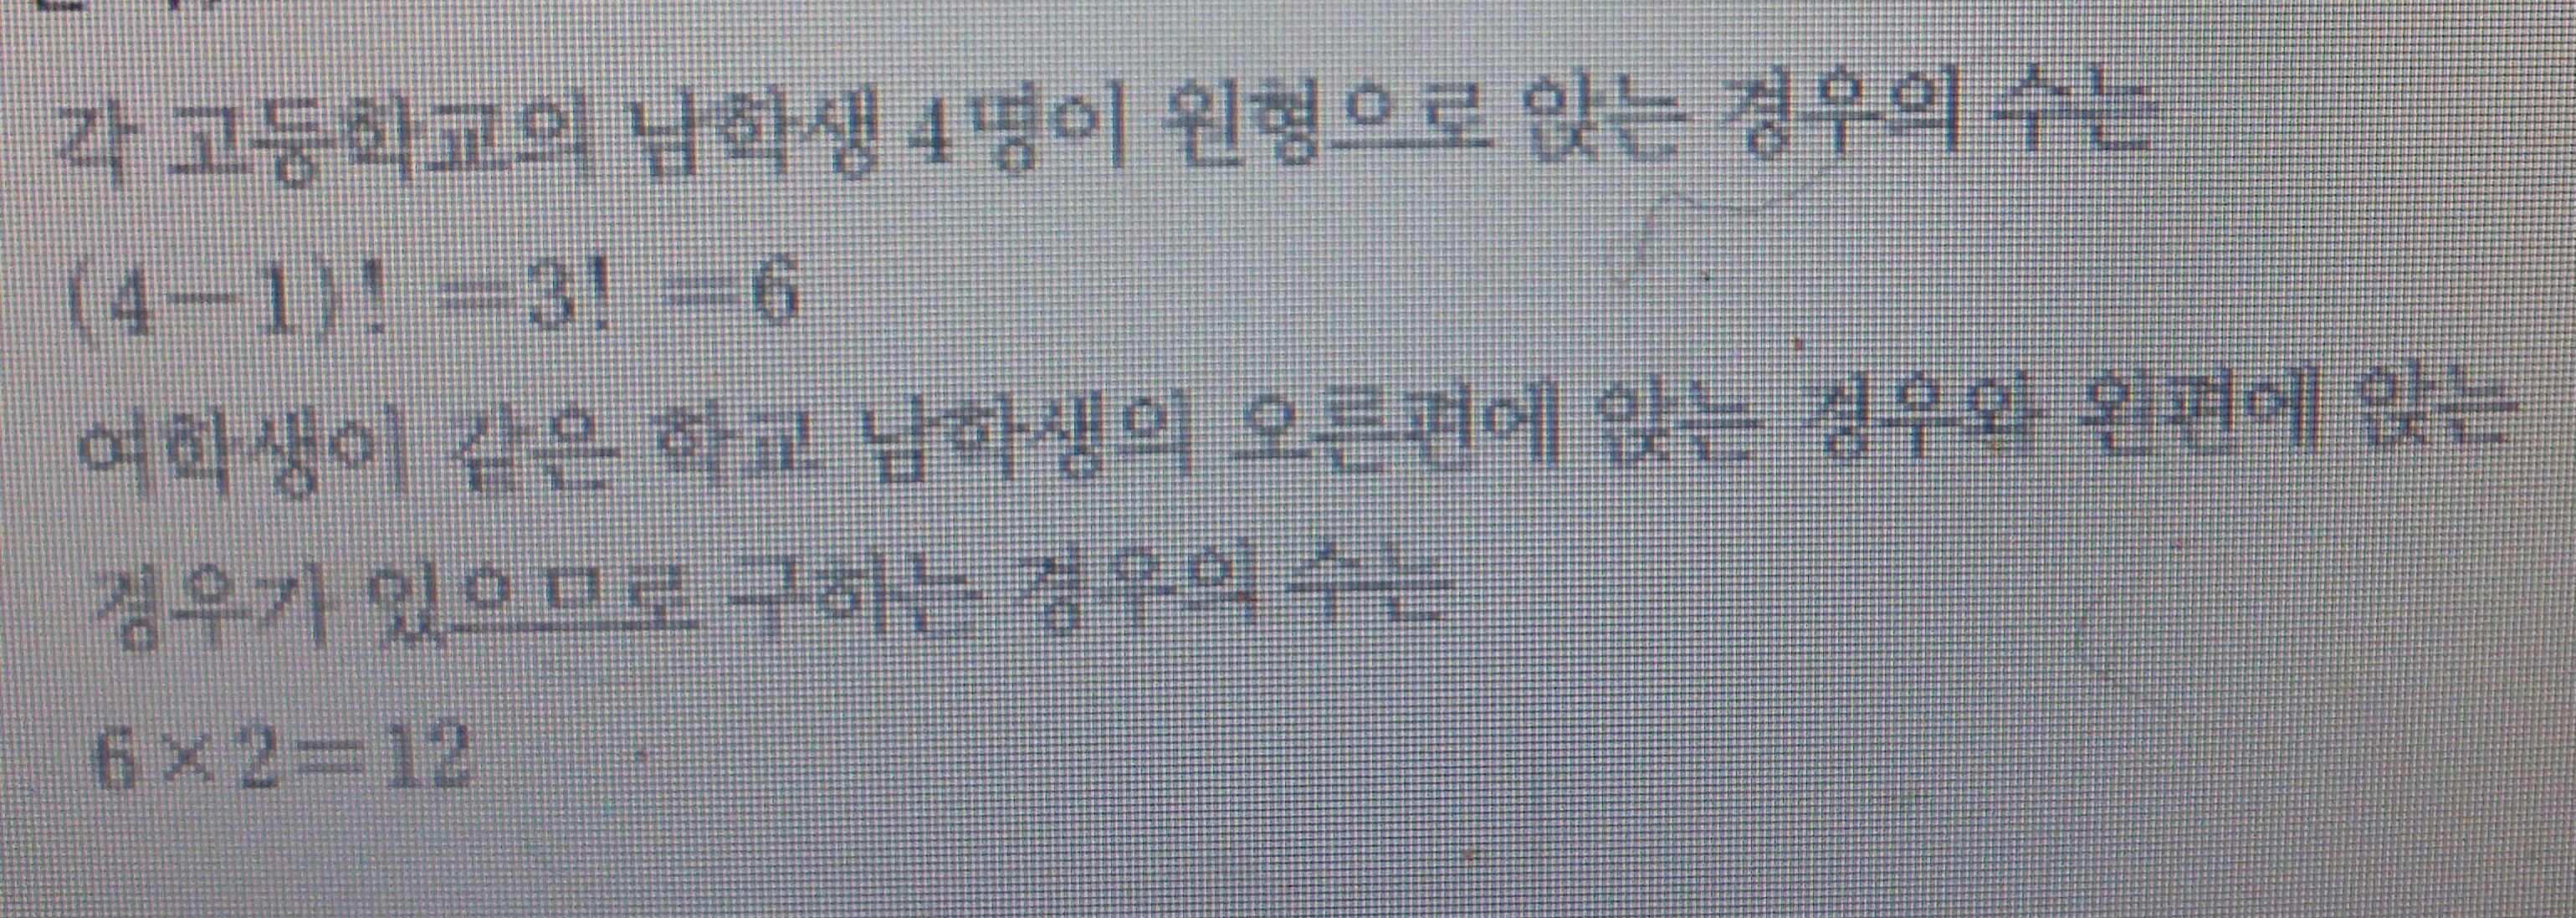 각 고등학교의 남학생 4명이 원형으로 앉는 경우의 수는
(4-1)! =3! =6
여학생이 같은 학교 남학생의 오른편에 앉는 경우와 왼편에 앉는
경우가 있으므로 구하는 경우의 수는
6×2=12